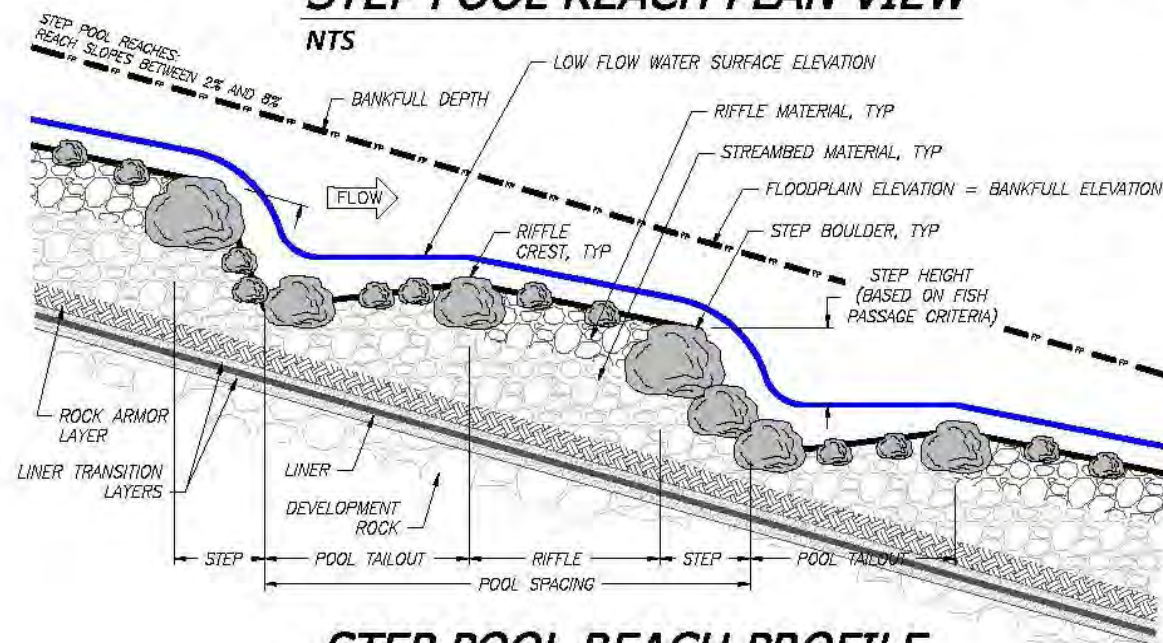 STEP POOL REACH PLAN VIEW
NTS
STEP POOL REACHES:
REACH SLOPES BETWEEN 2% AND 8%
LOW FLOW WATER SURFACE ELEVATION
BANKFULL DEPTH
RIFFLE MATERIAL, TYP
STREAMBED MATERIAL, TYP
FLOODPLAIN ELEVATION = BANKFULL ELEVATION
FLOW
RIFFLE
CREST, TYP
STEP BOULDER, TYP
STEP HEIGHT
(BASED ON FISH
PASSAGE CRITERIA)
ROCK ARMOR
LAYER
LINER TRANSITION
LAYERS
LINER
DEVELOPMENT
ROCK
STEP
POOL TAILOUT
RIFFLE
STEP
POOL TAILOUT
POOL SPACING
STEP POOL REACH PROFILE